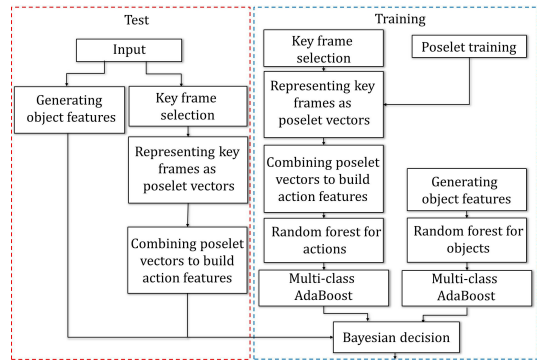 Test
Input
Generating
object features
Key frame
selection
Representing key
frames as
poselet vectors
Combining poselet
vectors to build
action features
Training
Key frame
selection
Poselet training
Representing key
frames as
poselet vectors
Combining poselet
vectors to build
action features
Generating
object features
Random forest for
actions
Random forest for
objects
Multi-class
AdaBoost
Multi-class
AdaBoost
Bayesian decision